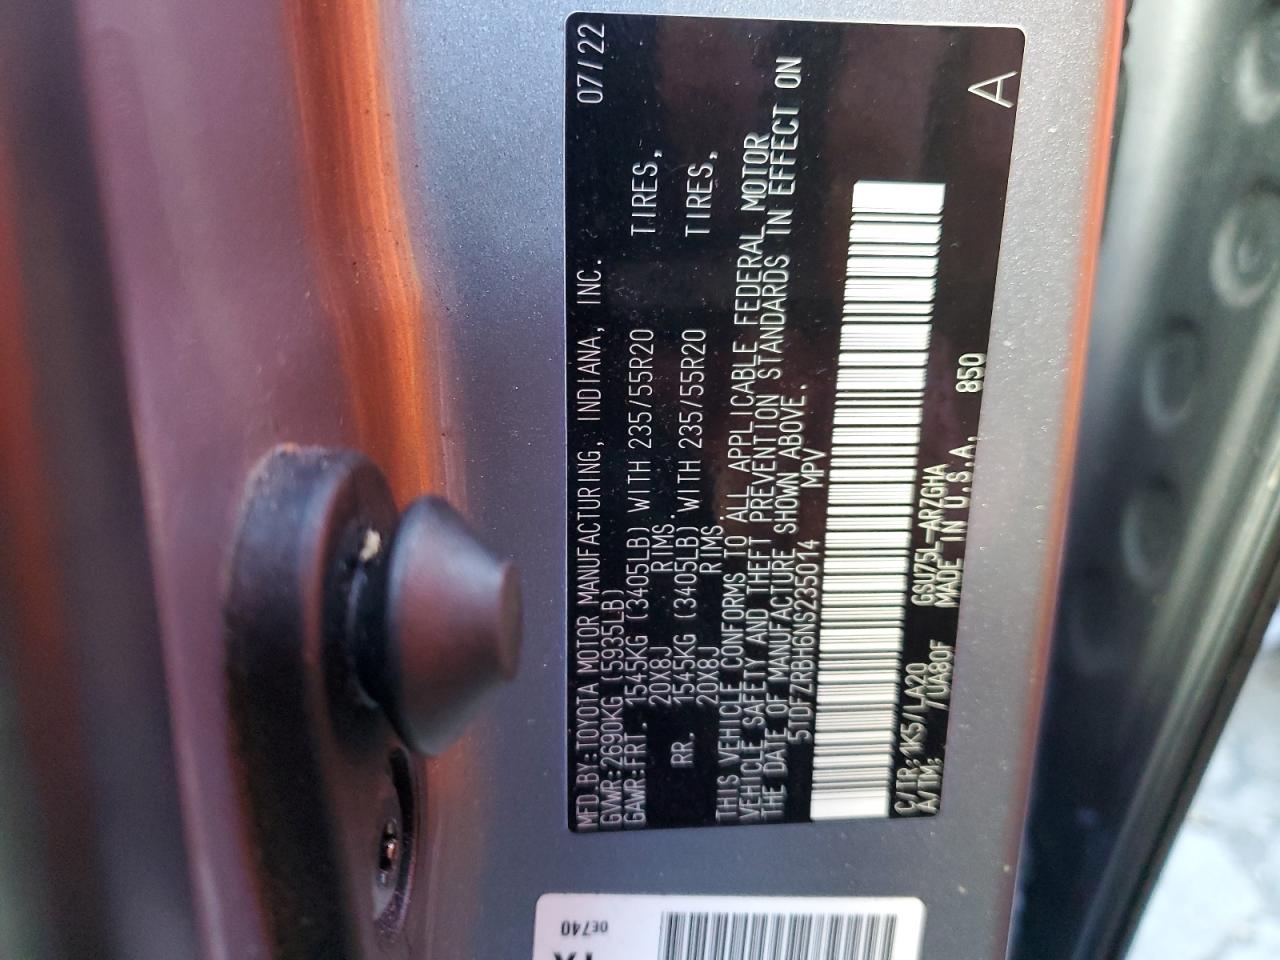 MFD.BY:TOYOTA MOTOR MANUFACTURING, INDIANA, INC. 07/22
GVWR:2690KG(5935LB)
GAWR:FRT. 1545KG (3405LB) WITH 235/55R20 TIRES,
20X8J RIMS
RR. 1545KG (3405LB) WITH 235/55R20 TIRES,
20X8J RIMS
THIS VEHICLE CONFORMS TO ALL APPLICABLE FEDERAL MOTOR
VEHICLE SAFETY AND THEFT PREVENTION STANDARDS IN EFFECT ON
THE DATE OF MANUFACTURE SHOWN ABOVE.
5TDFZRBH6NS235014 MPV
C/TR:1K5/LA20 GSU75L-ARZGHA 850
A/TM: /UA80F MADE IN U.S.A.
A
0E740